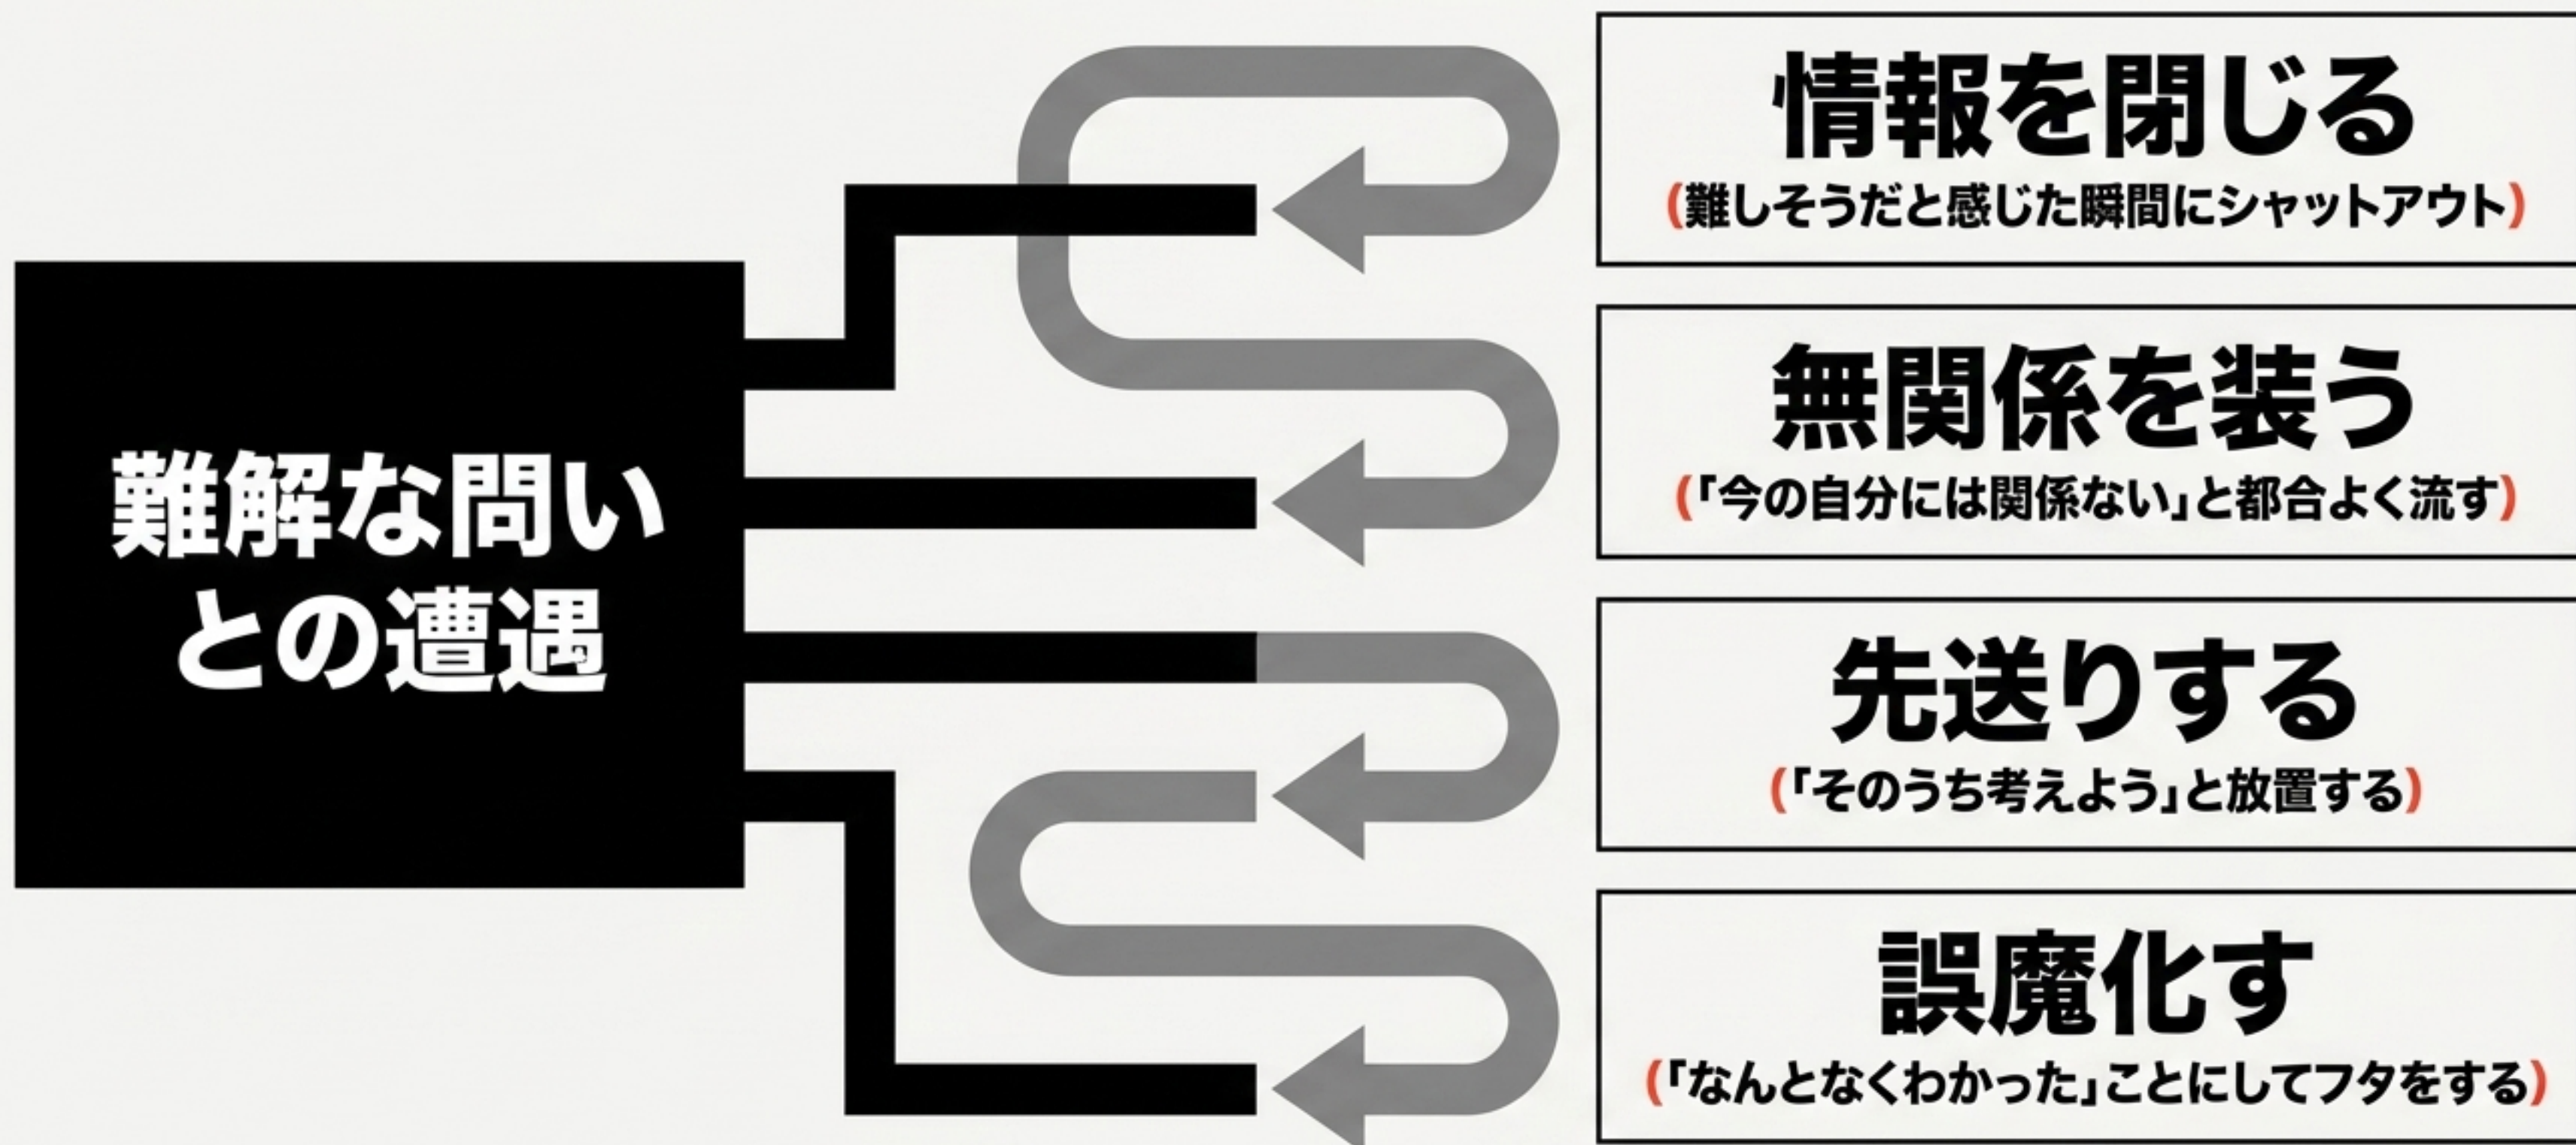 難解な問い
との遭遇
情報を閉じる
(難しそうだと感じた瞬間にシャットアウト)
無関係を装う
(「今の自分には関係ない」と都合よく流す)
先送りする
(「そのうち考えよう」と放置する)
誤魔化す
(「なんとなくわかった」ことにしてフタをする)